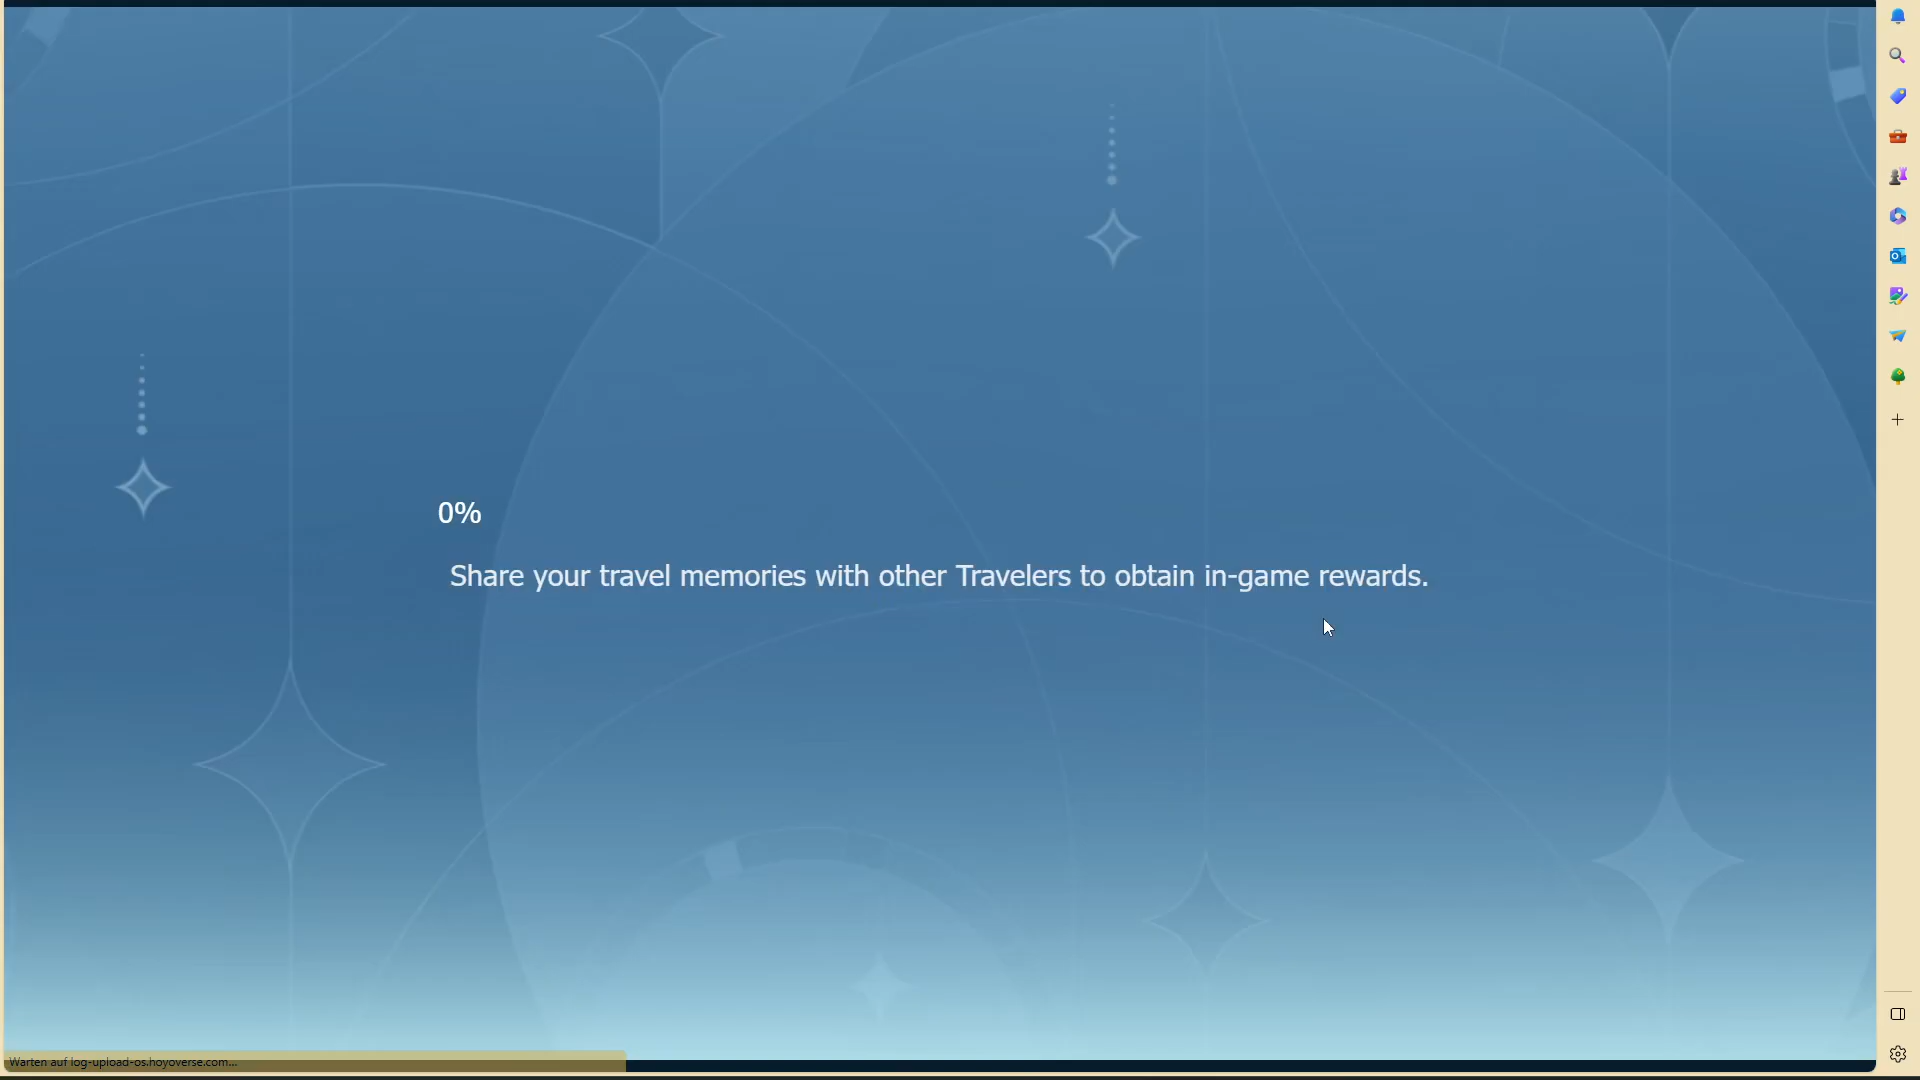 0%
Share your travel memories with other Travelers to obtain in-game rewards.
Warten auf log-upload-os.hoyoverse.com...